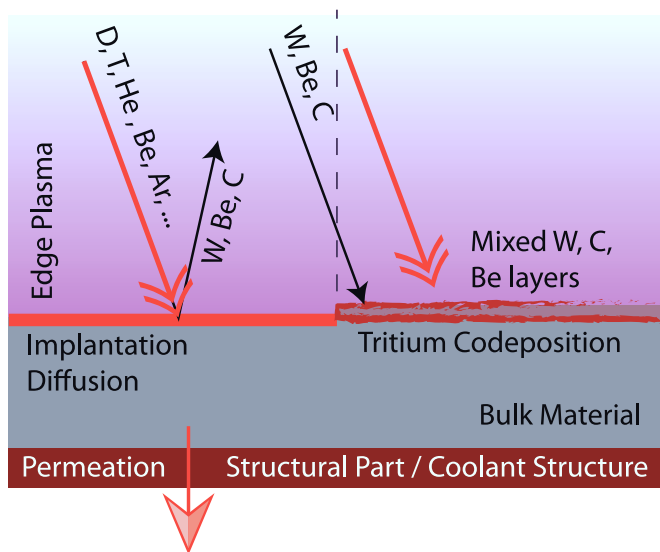 D, T, He , Be, Ar, ...
W, Be, C
W, Be, C
Edge Plasma
Mixed W, C,
Be layers
Implantation
Diffusion
Tritium Codeposition
Bulk Material
Permeation
Structural Part / Coolant Structure